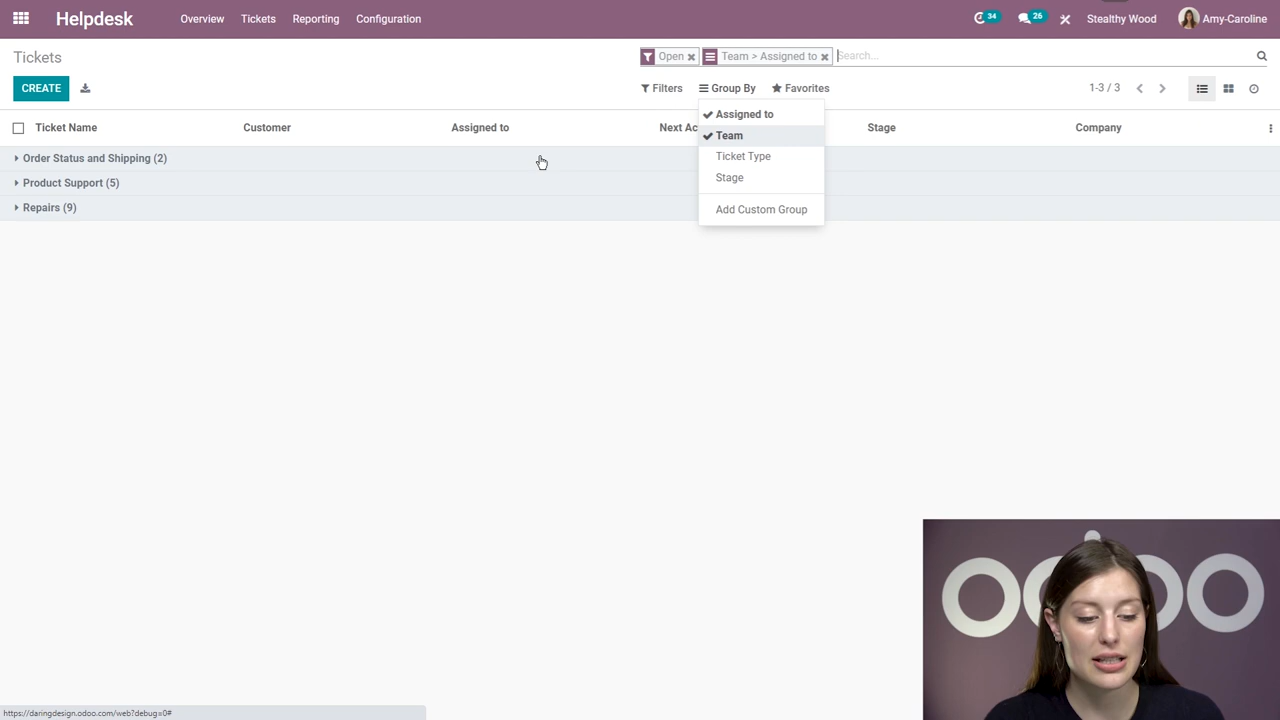 Helpdesk
Overview
Tickets
Reporting
Configuration
34
26
Stealthy Wood
Amy-Caroline
Tickets
Open
Team > Assigned to
Search...
CREATE
Filters
Group By
Favorites
1-3 / 3
Assigned to
Team
Ticket Type
Stage
Add Custom Group
Ticket Name
Customer
Assigned to
Next Ac
Stage
Company
Order Status and Shipping (2)
Product Support (5)
Repairs (9)
odoo
https://daringdesign.odoo.com/web?debug=0#